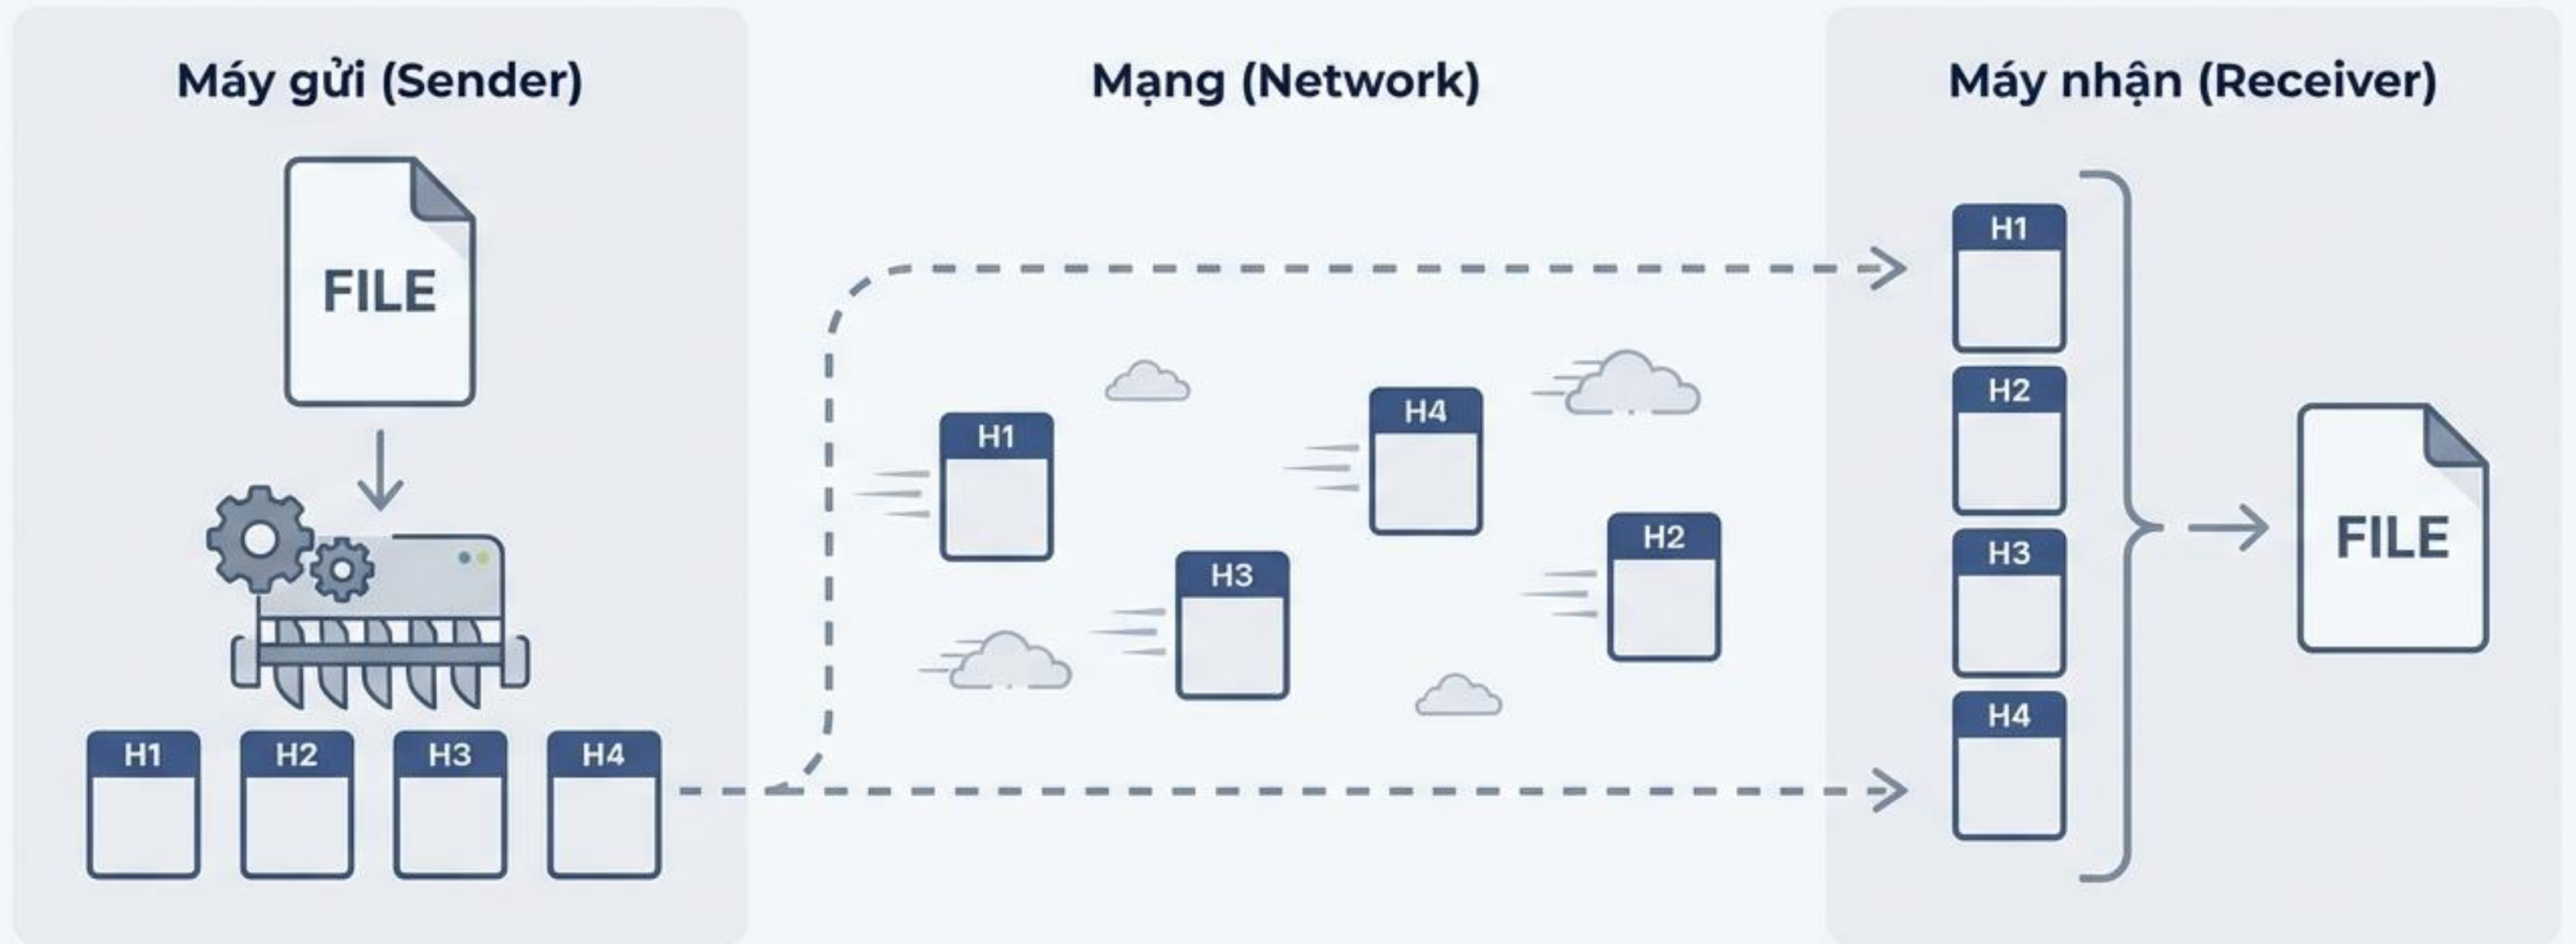 Máy gửi (Sender)
FILE
H1
H2
H3
H4
Mạng (Network)
H1
H4
H3
H2
Máy nhận (Receiver)
H1
H2
H3
H4
FILE